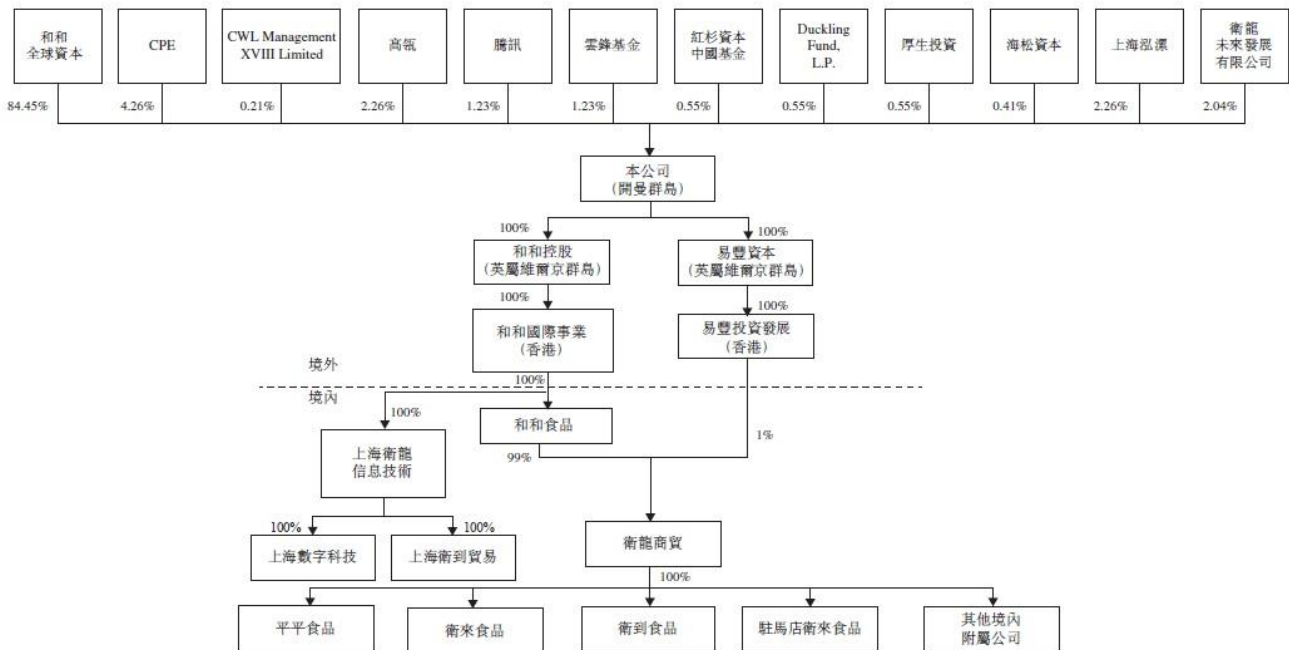 和和
全球資本
CPE
CWL Management
XVIII Limited
高瓴
騰訊
雲鋒基金
紅杉資本
中國基金
Duckling
Fund,
L.P.
厚生投資
海松資本
上海泓漯
衛龍
未來發展
有限公司
84.45%
4.26%
0.21%
2.26%
1.23%
1.23%
0.55%
0.55%
0.55%
0.41%
2.26%
2.04%
本公司
(開曼群島)
100%
100%
和和控股
(英屬維爾京群島)
易豐資本
(英屬維爾京群島)
100%
100%
和和國際事業
(香港)
易豐投資發展
(香港)
境外
100%
境內
100%
和和食品
1%
上海衛龍
信息技術
99%
100%
100%
上海數字科技
上海衛到貿易
衛龍商貿
100%
平平食品
衛來食品
衛到食品
駐馬店衛來食品
其他境內
附屬公司